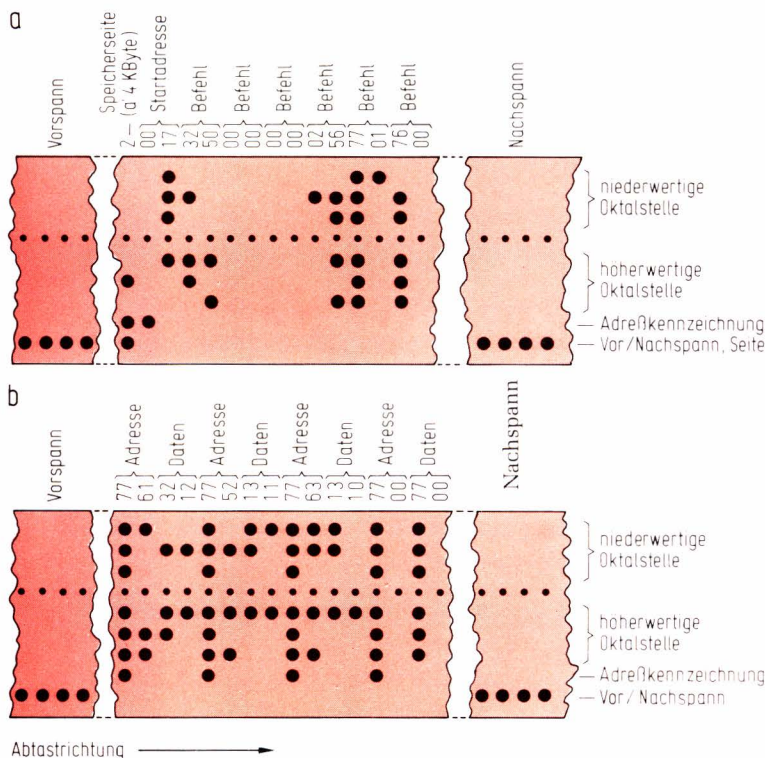 a
Vorspann
Speicherseite
2 — (à 4 KByte)
Startadresse
00
17
Befehl
32
50
Befehl
00
00
Befehl
00
00
Befehl
02
56
Befehl
77
01
Befehl
76
00
Nachspann
niederwertige
Oktalstelle
höherwertige
Oktalstelle
Adreßkennzeichnung
Vor/Nachspann, Seite
b
Vorspann
Adresse
77
61
Daten
32
12
Adresse
77
52
Daten
13
11
Adresse
77
63
Daten
13
10
Adresse
77
00
Daten
77
00
Nachspann
niederwertige
Oktalstelle
höherwertige
Oktalstelle
Adreßkennzeichnung
Vor/Nachspann
Abtastrichtung